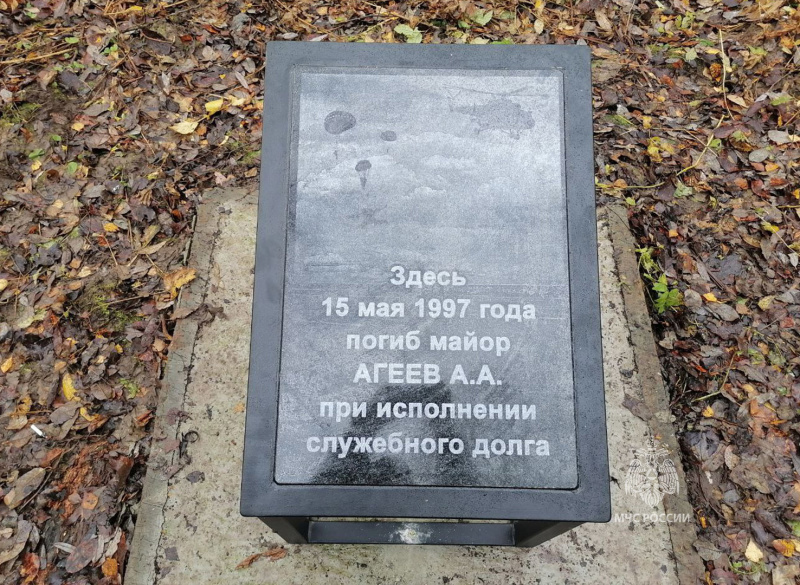 Здесь
15 мая 1997 года
погиб майор
АГЕЕВ А.А.
при исполнении
служебного долга
МЧС РОССИИ